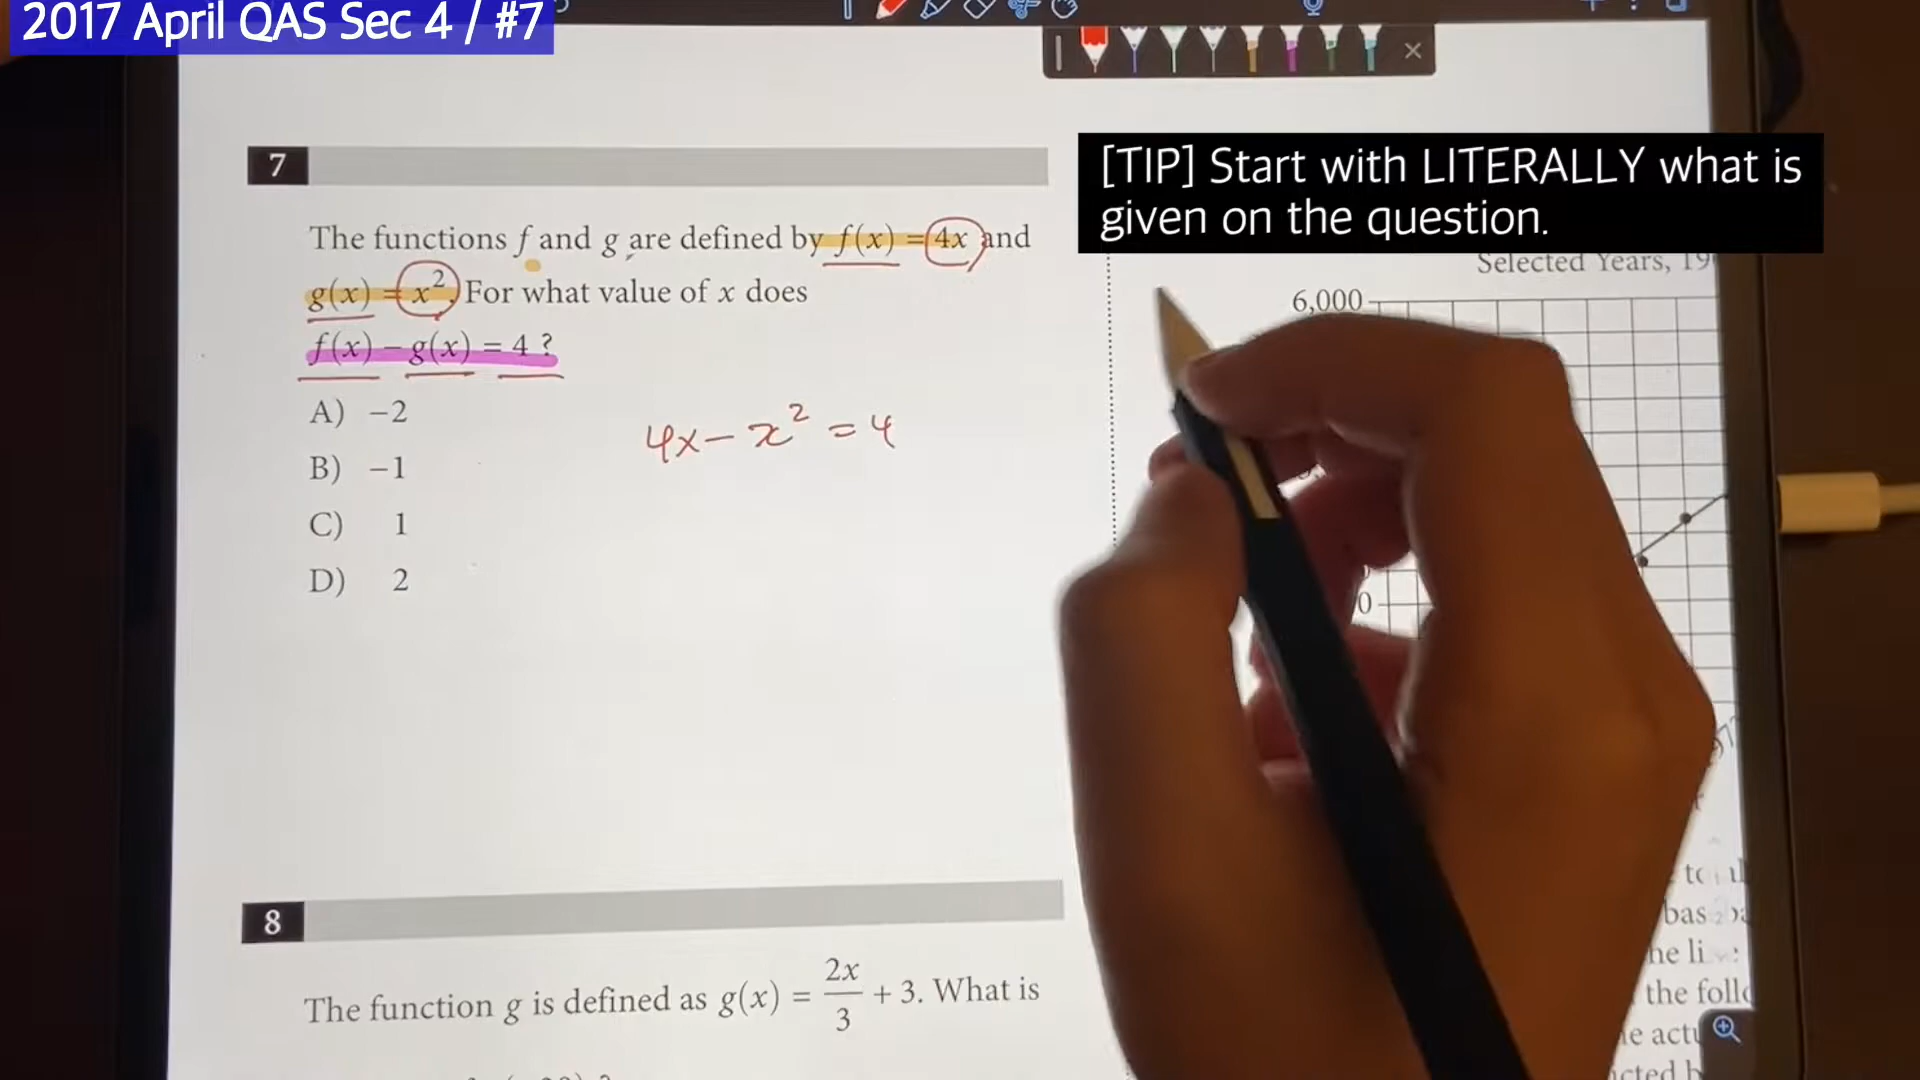 2017 April QAS Sec 4 / #7
[TIP] Start with LITERALLY what is
given on the question.
7
The functions f and g are defined by f(x) = 4x and
g(x) = x². For what value of x does
f(x) − g(x) = 4 ?
A) −2
B) −1
C) 1
D) 2
4x − x² = 4
8
The function g is defined as g(x) = 2x/3 + 3. What is
Selected Years,
6,000
0
the